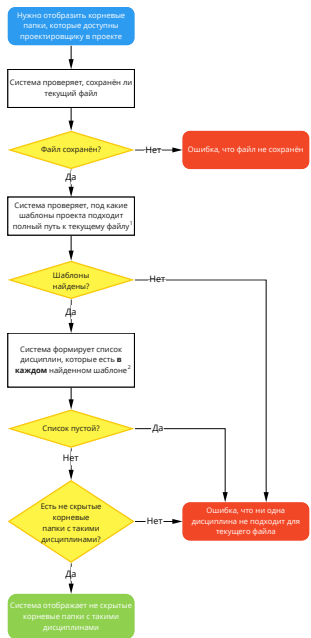 Нужно отобразить корневые
папки, которые доступны
проектировщику в проекте
Система проверяет, сохранён ли
текущий файл
Файл сохранён?
Нет
Ошибка, что файл не сохранён
Да
Система проверяет, под какие
шаблоны проекта подходит
полный путь к текущему файлу¹
Шаблоны
найдены?
Нет
Да
Система формирует список
дисциплин, которые есть в
каждом найденном шаблоне²
Список пустой?
Да
Нет
Есть не скрытые
корневые
папки с такими
дисциплинами?
Нет
Ошибка, что ни одна
дисциплина не подходит для
текущего файла
Да
Система отображает не скрытые
корневые папки с такими
дисциплинами